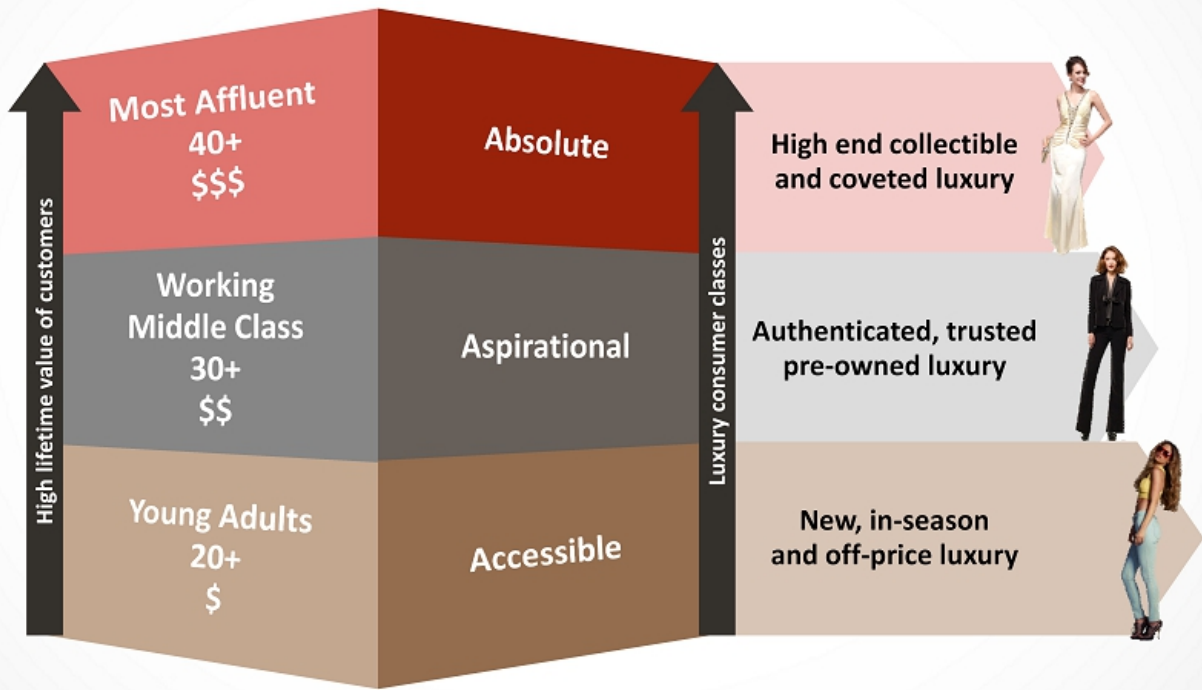 High lifetime value of customers
Most Affluent
40+
$$$
Working
Middle Class
30+
$$
Young Adults
20+
$
Absolute
Aspirational
Accessible
Luxury consumer classes
High end collectible
and coveted luxury
Authenticated, trusted
pre-owned luxury
New, in-season
and off-price luxury